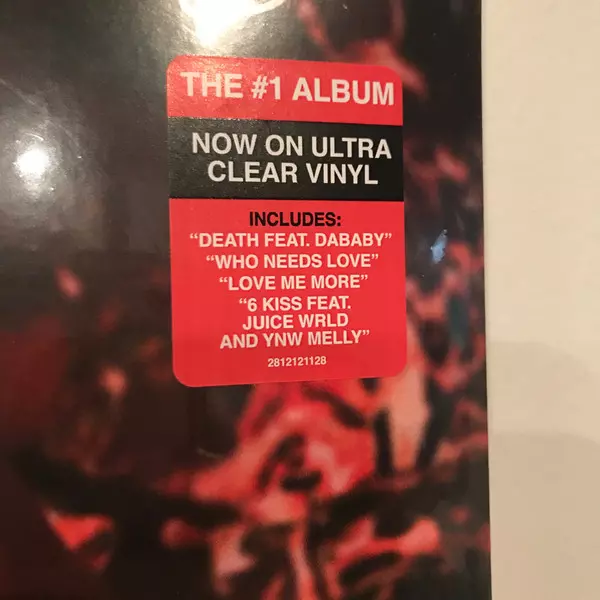 THE #1 ALBUM
NOW ON ULTRA
CLEAR VINYL
INCLUDES:
“DEATH FEAT. DABABY”
“WHO NEEDS LOVE”
“LOVE ME MORE”
“6 KISS FEAT.
JUICE WRLD
AND YNW MELLY”
2812121128